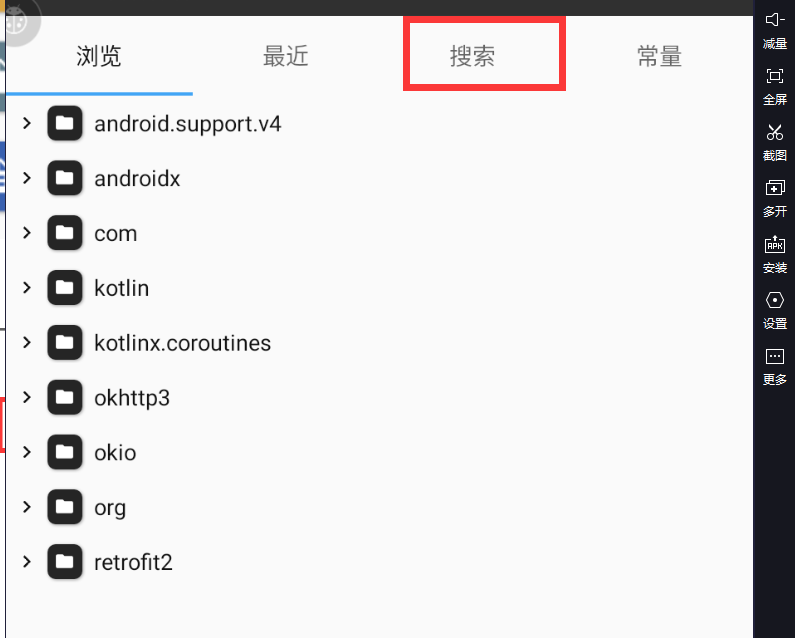 浏览 最近 搜索 常量
android.support.v4
androidx
com
kotlin
kotlinx.coroutines
okhttp3
okio
org
retrofit2
减量
全屏
截图
多开
APK
安装
设置
更多